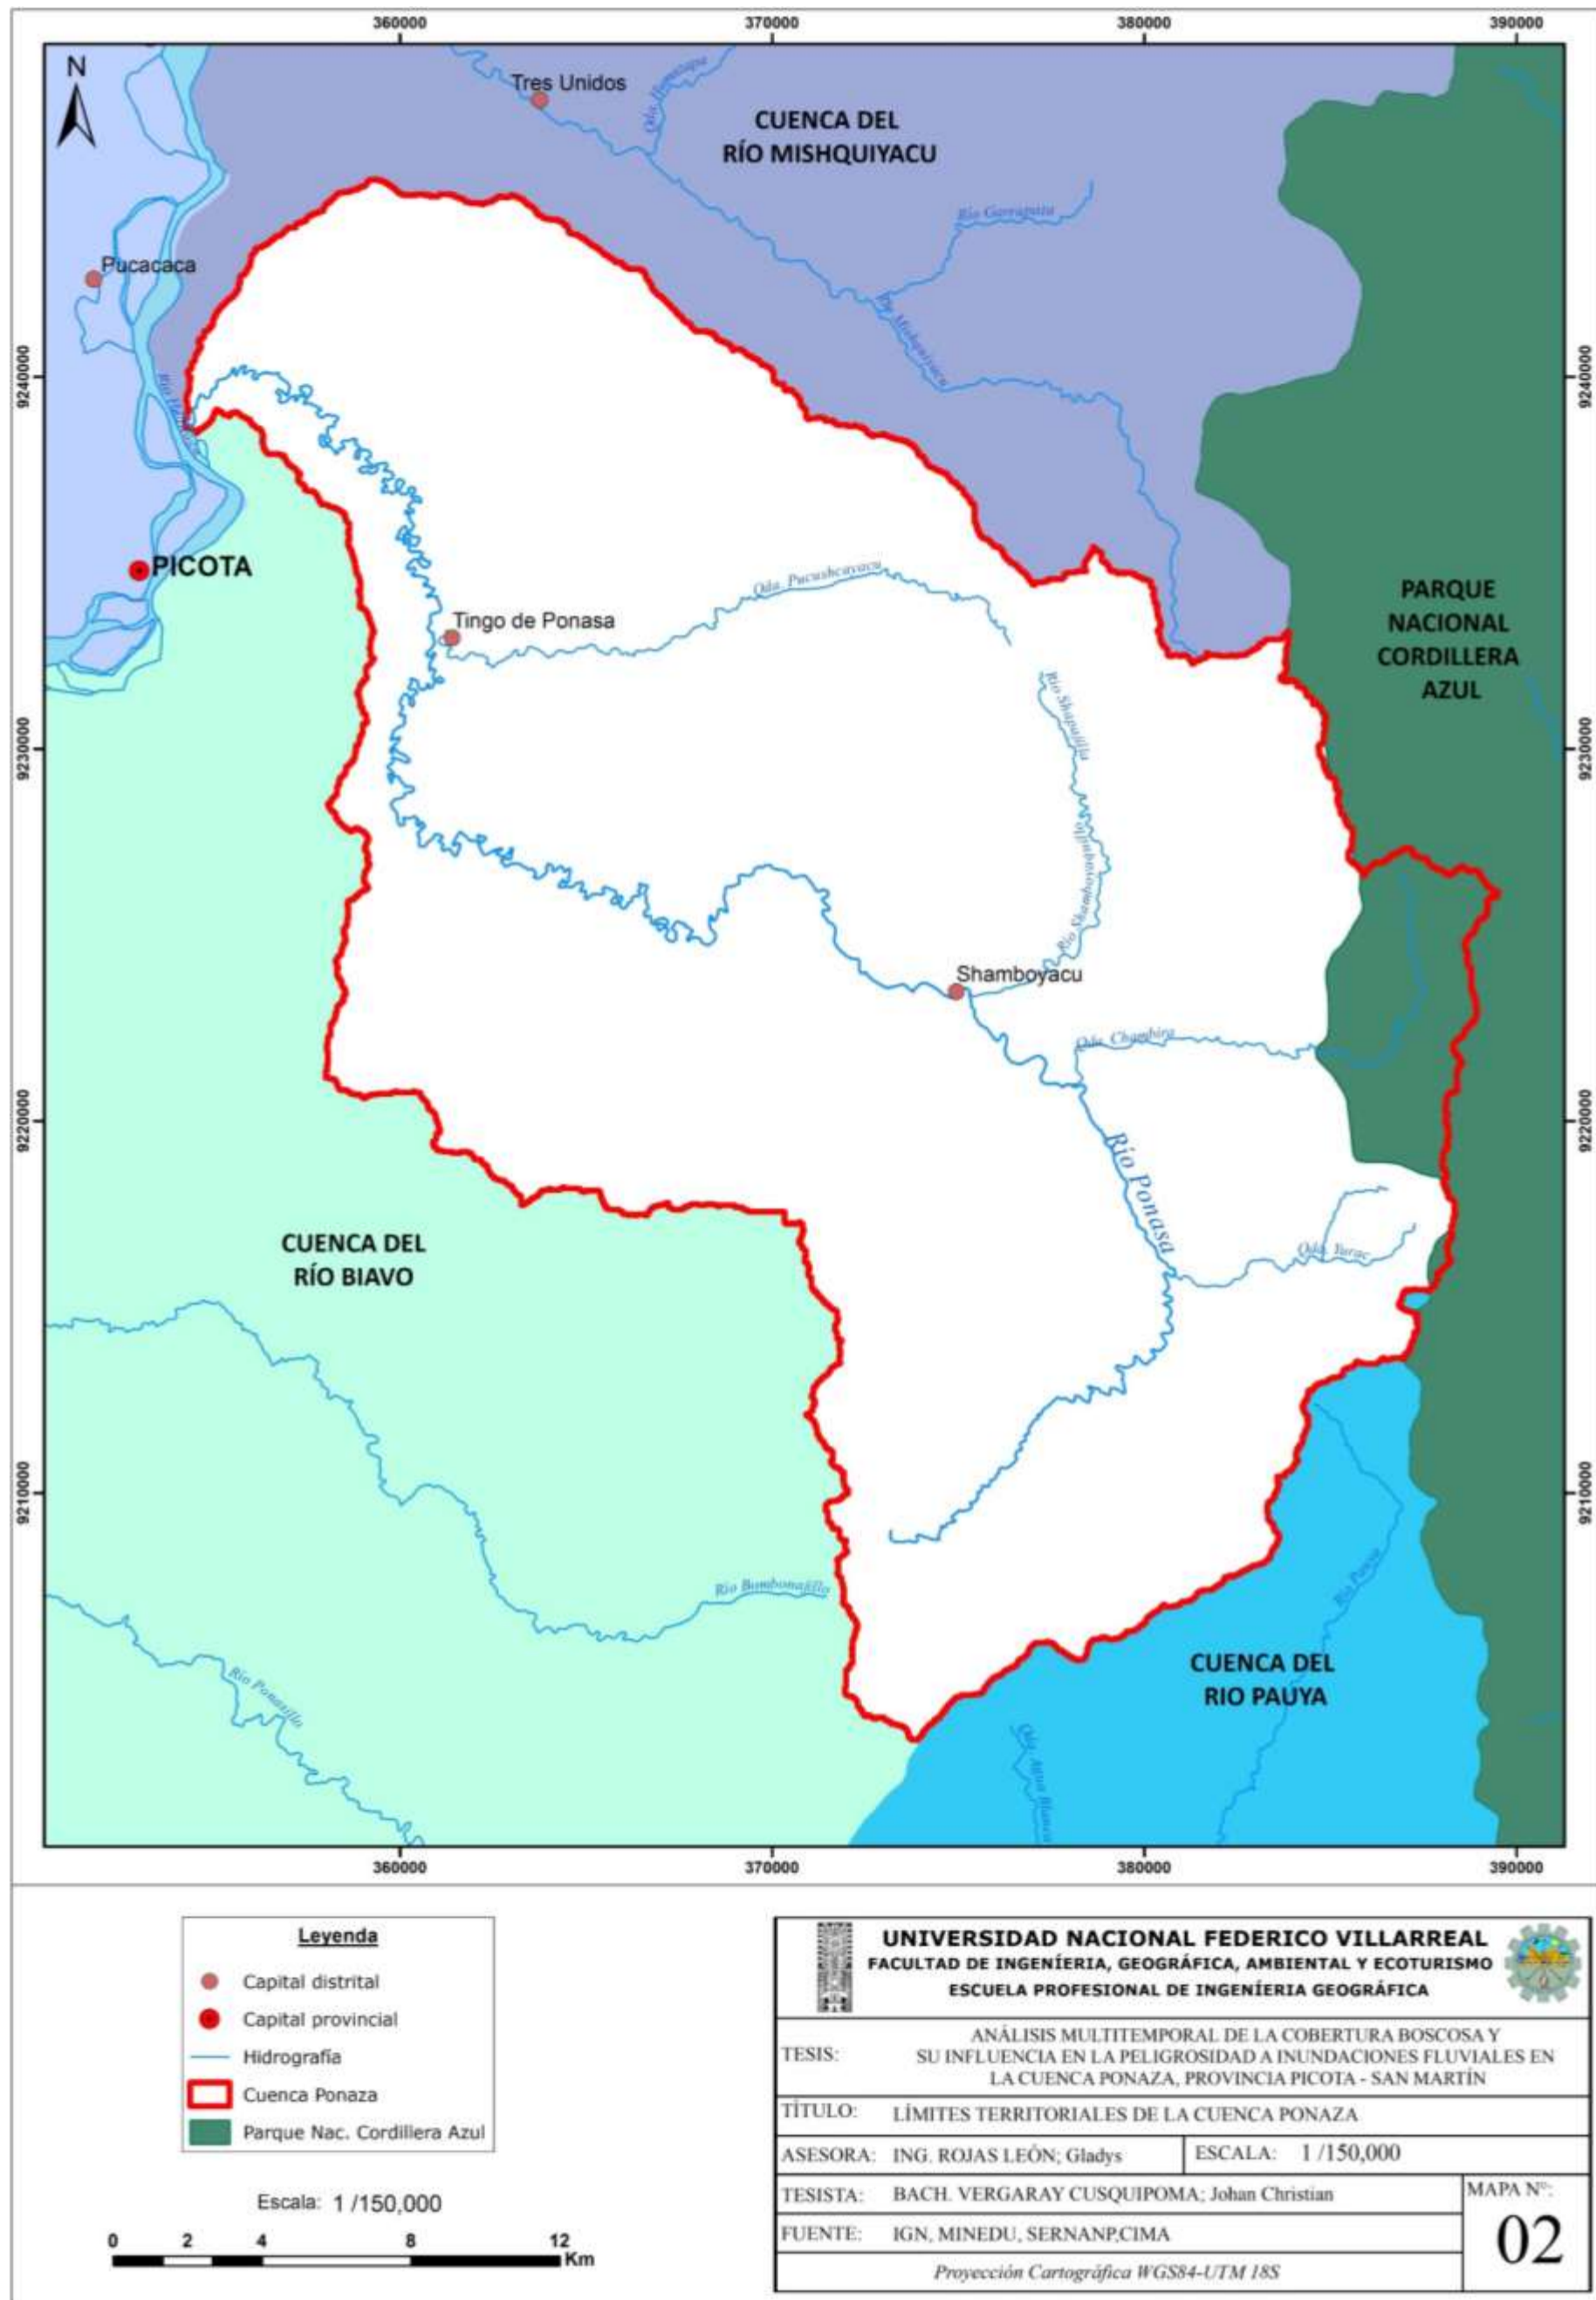 360000
370000
380000
390000
N
Tres Unidos
CUENCA DEL
RÍO MISHQUIYACU
Río Garrapata
Pucacaca
Río Mishquiyacu
9240000
9240000
PICOTA
Qda. Pucushcayacu
PARQUE
NACIONAL
CORDILLERA
AZUL
Tingo de Ponasa
Río Shapajilla
9230000
9230000
Río Shamboyaquillo
Shamboyacu
Qda. Chambira
9220000
9220000
Río Ponasa
CUENCA DEL
RÍO BIAVO
Qda. Yurac
9210000
9210000
Río Bombonajillo
Río Pauya
CUENCA DEL
RIO PAUYA
Río Ponasillo
Qda. Agua Blanca
360000
370000
380000
390000
Leyenda
Capital distrital
Capital provincial
Hidrografía
Cuenca Ponaza
Parque Nac. Cordillera Azul
Escala: 1 /150,000
0 2 4 8 12
Km
UNIVERSIDAD NACIONAL FEDERICO VILLARREAL
FACULTAD DE INGENÍERIA, GEOGRÁFICA, AMBIENTAL Y ECOTURISMO
ESCUELA PROFESIONAL DE INGENÍERIA GEOGRÁFICA
TESIS: ANÁLISIS MULTITEMPORAL DE LA COBERTURA BOSCOSA Y
SU INFLUENCIA EN LA PELIGROSIDAD A INUNDACIONES FLUVIALES EN
LA CUENCA PONAZA, PROVINCIA PICOTA - SAN MARTÍN
TÍTULO: LÍMITES TERRITORIALES DE LA CUENCA PONAZA
ASESORA: ING. ROJAS LEÓN; Gladys ESCALA: 1 /150,000
TESISTA: BACH. VERGARAY CUSQUIPOMA; Johan Christian
MAPA Nº:
02
FUENTE: IGN, MINEDU, SERNANP,CIMA
Proyección Cartográfica WGS84-UTM 18S